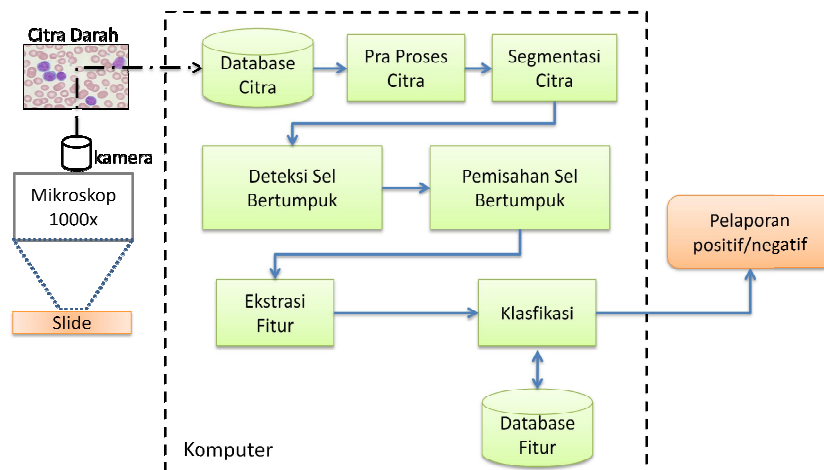 Citra Darah
kamera
Mikroskop
1000x
Slide
Database
Citra
Pra Proses
Citra
Segmentasi
Citra
Deteksi Sel
Bertumpuk
Pemisahan Sel
Bertumpuk
Ekstrasi
Fitur
Klasfikasi
Database
Fitur
Komputer
Pelaporan
positif/negatif